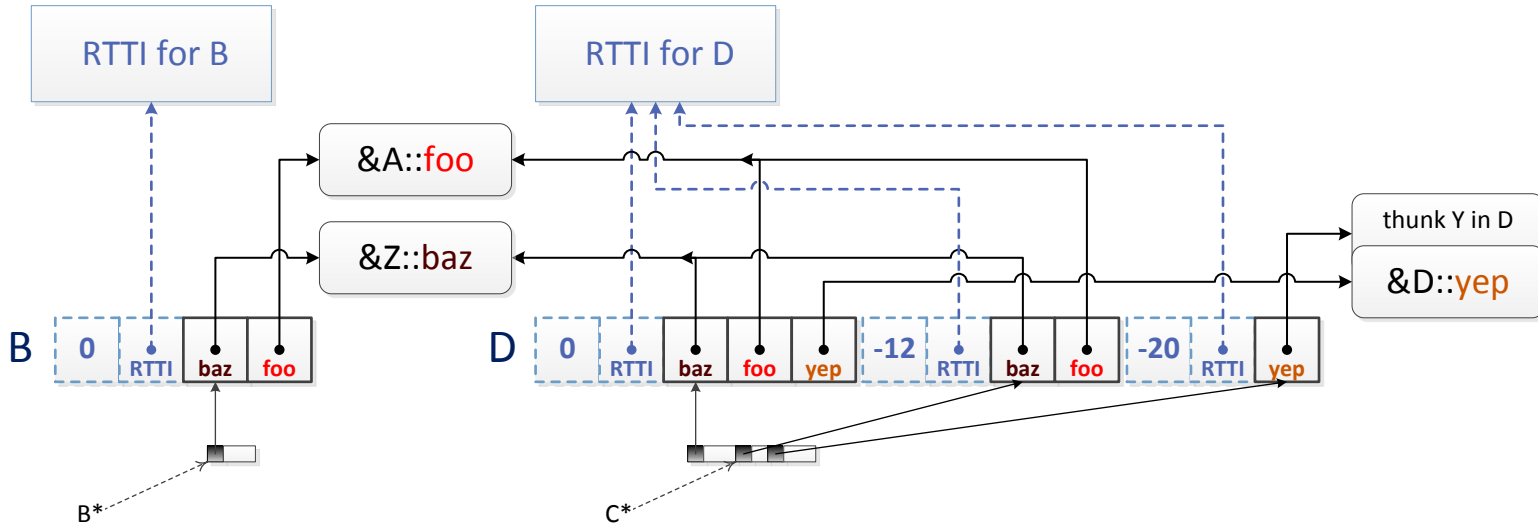 RTTI for B
RTTI for D
&A::foo
thunk Y in D
&Z::baz
&D::yep
B
0
RTTI
baz
foo
D
0
RTTI
baz
foo
yep
-12
RTTI
baz
foo
-20
RTTI
yep
B*
C*